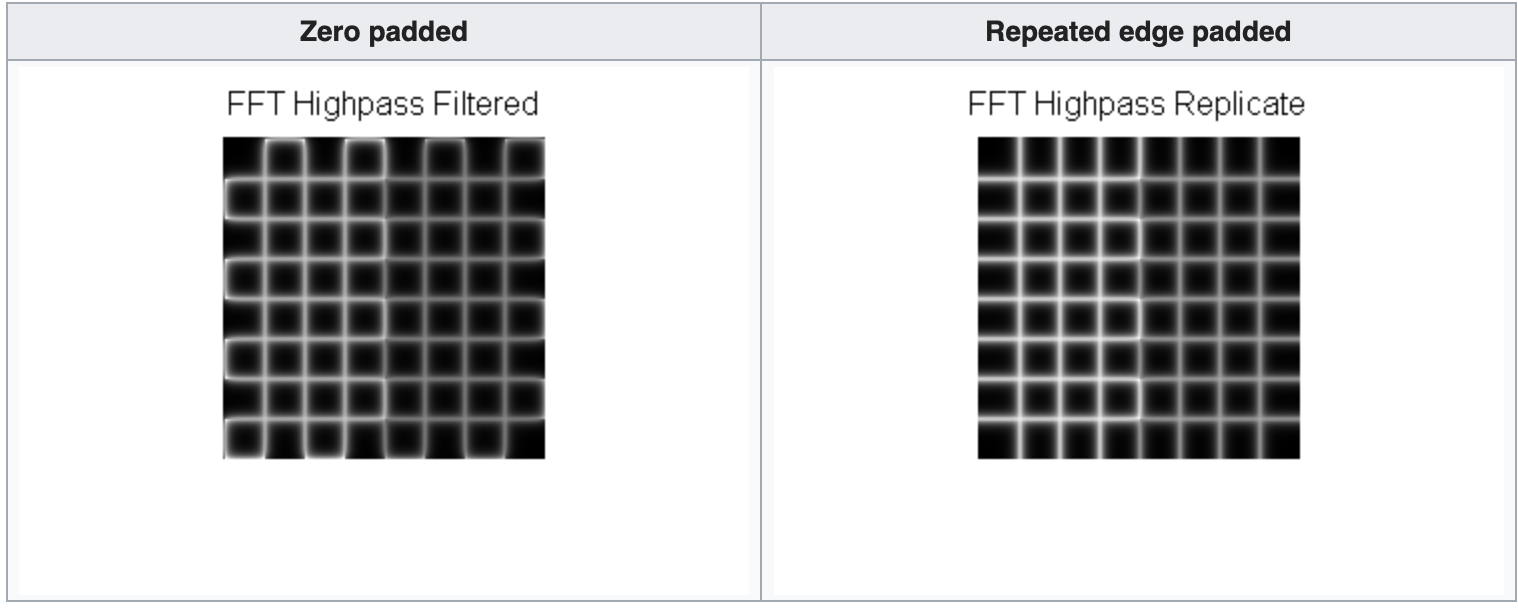 Zero padded
Repeated edge padded
FFT Highpass Filtered
FFT Highpass Replicate